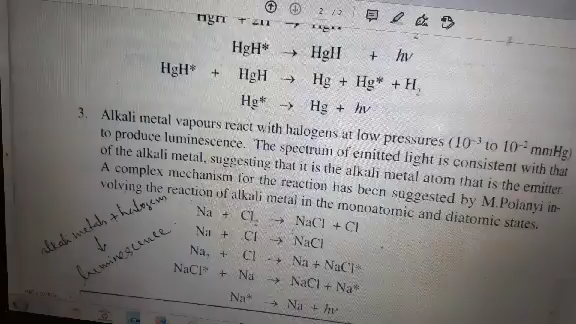 2 / 2
HgH* → HgH + hν
HgH* + HgH → Hg + Hg* + H₂
Hg* → Hg + hν
3. Alkali metal vapours react with halogens at low pressures (10⁻³ to 10⁻² mmHg)
to produce luminescence. The spectrum of emitted light is consistent with that
of the alkali metal, suggesting that it is the alkali metal atom that is the emitter.
A complex mechanism for the reaction has been suggested by M.Polanyi in-
volving the reaction of alkali metal in the monoatomic and diatomic states.
Na + Cl₂ → NaCl + Cl
Na + Cl → NaCl
Na₂ + Cl → Na + NaCl*
NaCl* + Na → NaCl + Na*
Na* → Na + hν
alkali metals + halogens
↓
luminescence.